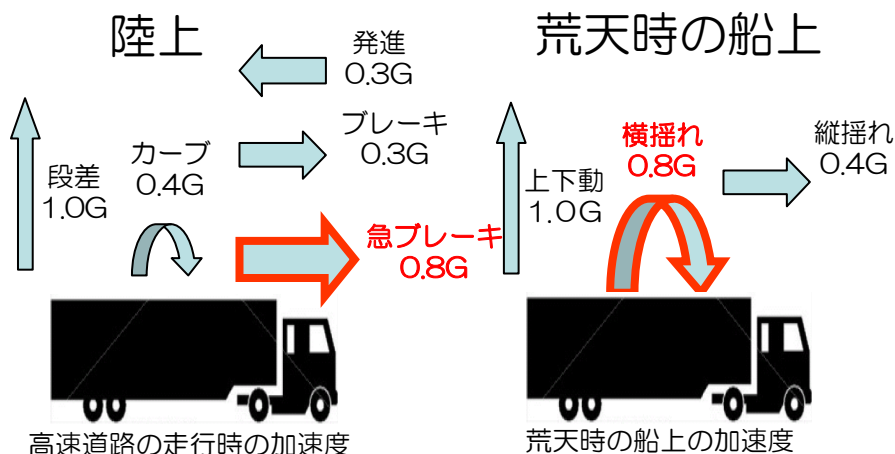 陸上
発進
0.3G
ブレーキ
0.3G
カーブ
0.4G
段差
1.0G
急ブレーキ
0.8G
高速道路の走行時の加速度
荒天時の船上
横揺れ
0.8G
縦揺れ
0.4G
上下動
1.0G
荒天時の船上の加速度